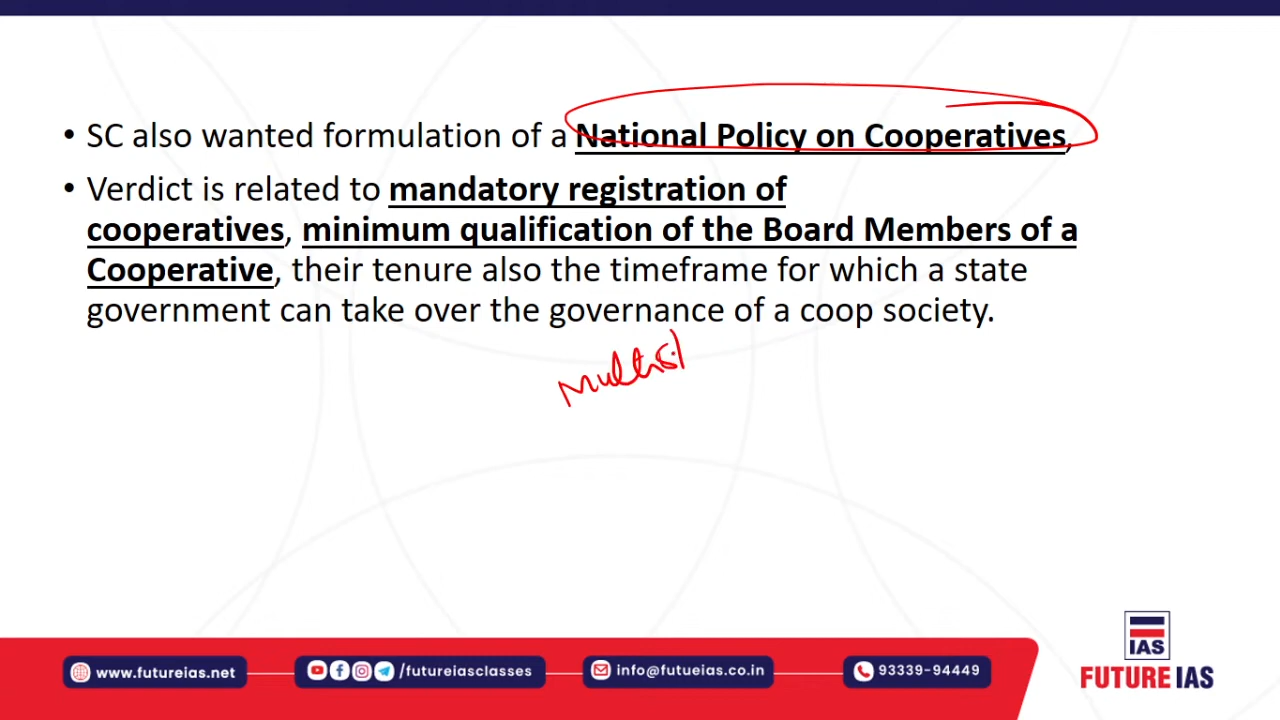 • SC also wanted formulation of a National Policy on Cooperatives,
• Verdict is related to mandatory registration of
cooperatives, minimum qualification of the Board Members of a
Cooperative, their tenure also the timeframe for which a state
government can take over the governance of a coop society.
www.futureias.net
/futureiasclasses
info@futueias.co.in
93339-94449
IAS
FUTURE IAS